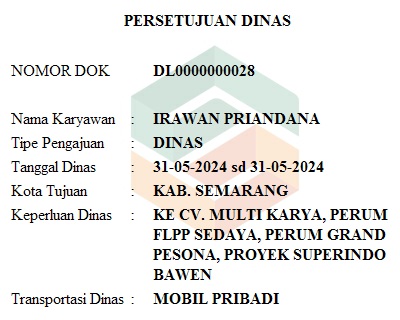 PERSETUJUAN DINAS
NOMOR DOK DL0000000028
Nama Karyawan : IRAWAN PRIANDANA
Tipe Pengajuan : DINAS
Tanggal Dinas : 31-05-2024 sd 31-05-2024
Kota Tujuan : KAB. SEMARANG
Keperluan Dinas : KE CV. MULTI KARYA, PERUM
FLPP SEDAYA, PERUM GRAND
PESONA, PROYEK SUPERINDO
BAWEN
Transportasi Dinas : MOBIL PRIBADI